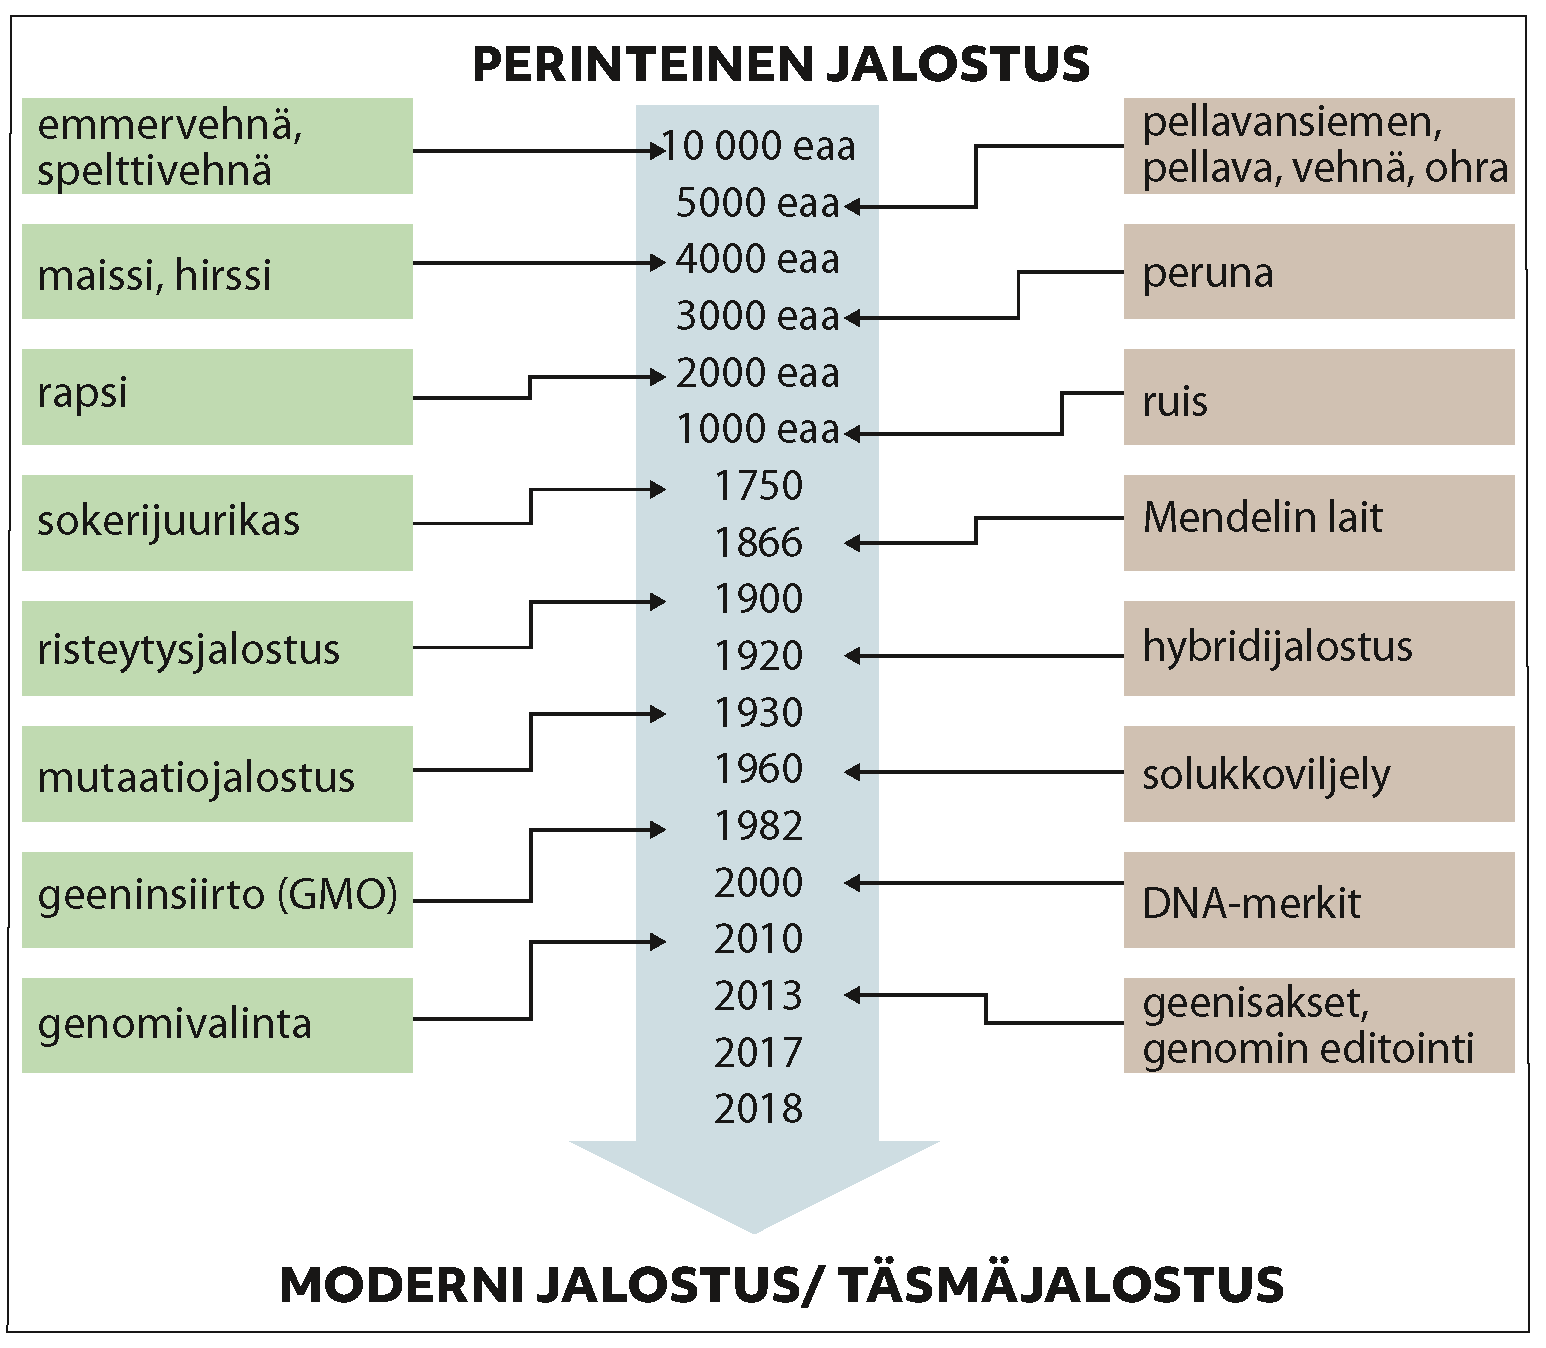 PERINTEINEN JALOSTUS
emmervehnä,
spelttivehnä
maissi, hirssi
rapsi
sokerijuurikas
risteytysjalostus
mutaatiojalostus
geeninsiirto (GMO)
genomivalinta
10 000 eaa
5000 eaa
4000 eaa
3000 eaa
2000 eaa
1000 eaa
1750
1866
1900
1920
1930
1960
1982
2000
2010
2013
2017
2018
pellavansiemen,
pellava, vehnä, ohra
peruna
ruis
Mendelin lait
hybridijalostus
solukkoviljely
DNA-merkit
geenisakset,
genomin editointi
MODERNI JALOSTUS/ TÄSMÄJALOSTUS